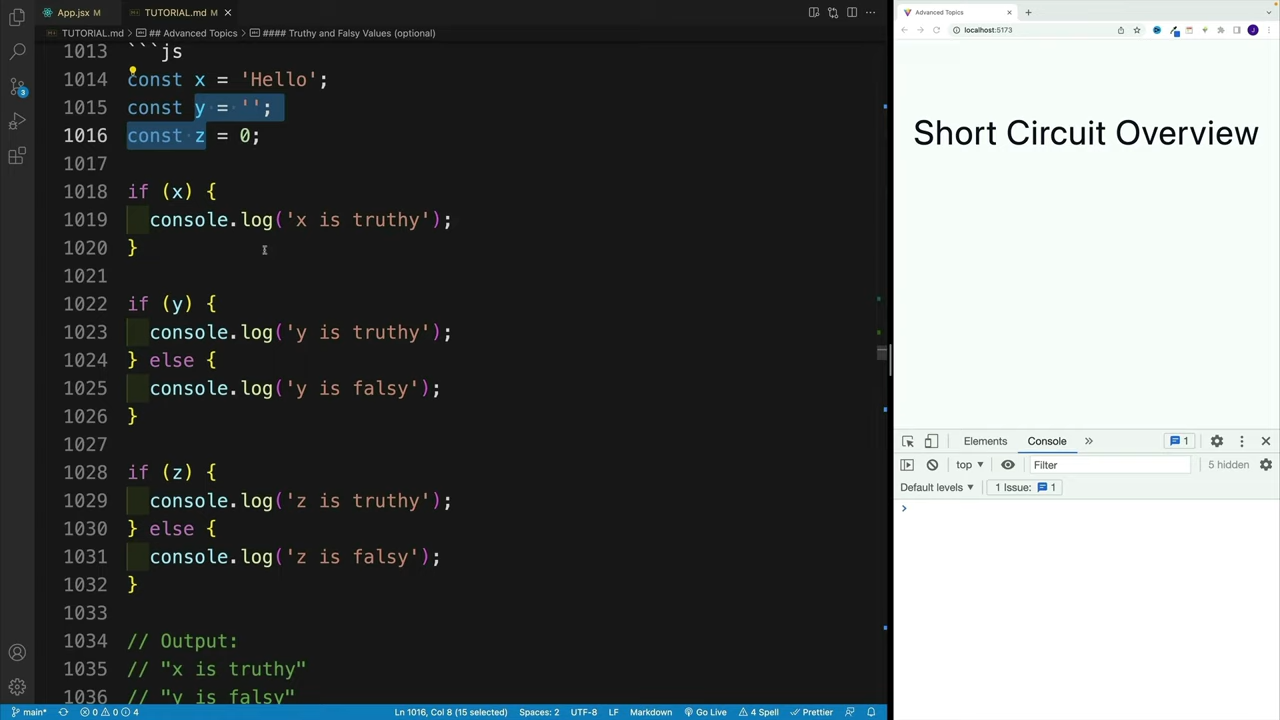 App.jsx M
TUTORIAL.md M ×
TUTORIAL.md > ## Advanced Topics > #### Truthy and Falsy Values (optional)
1013 ```js
1014 const x = 'Hello';
1015 const y = '';
1016 const z = 0;
1017
1018 if (x) {
1019 console.log('x is truthy');
1020 }
1021
1022 if (y) {
1023 console.log('y is truthy');
1024 } else {
1025 console.log('y is falsy');
1026 }
1027
1028 if (z) {
1029 console.log('z is truthy');
1030 } else {
1031 console.log('z is falsy');
1032 }
1033
1034 // Output:
1035 // "x is truthy"
1036 // "y is falsy"
3
main*
0 0 4
Ln 1016, Col 8 (15 selected)
Spaces: 2
UTF-8
LF
Markdown
Go Live
4 Spell
Prettier
Advanced Topics
localhost:5173
J
Short Circuit Overview
Elements
Console
»
1
top
Filter
5 hidden
Default levels
1 Issue: 1